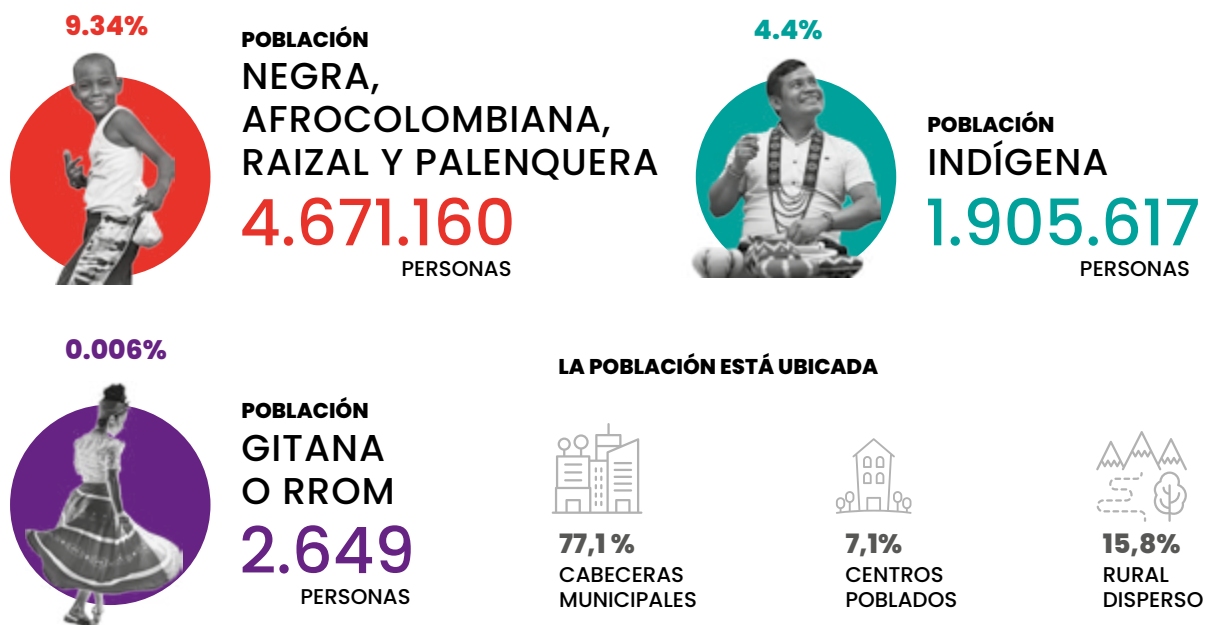 9.34%
POBLACIÓN
NEGRA,
AFROCOLOMBIANA,
RAIZAL Y PALENQUERA
4.671.160
PERSONAS
4.4%
POBLACIÓN
INDÍGENA
1.905.617
PERSONAS
0.006%
POBLACIÓN
GITANA
O RROM
2.649
PERSONAS
LA POBLACIÓN ESTÁ UBICADA
77,1 %
CABECERAS
MUNICIPALES
7,1%
CENTROS
POBLADOS
15,8%
RURAL
DISPERSO